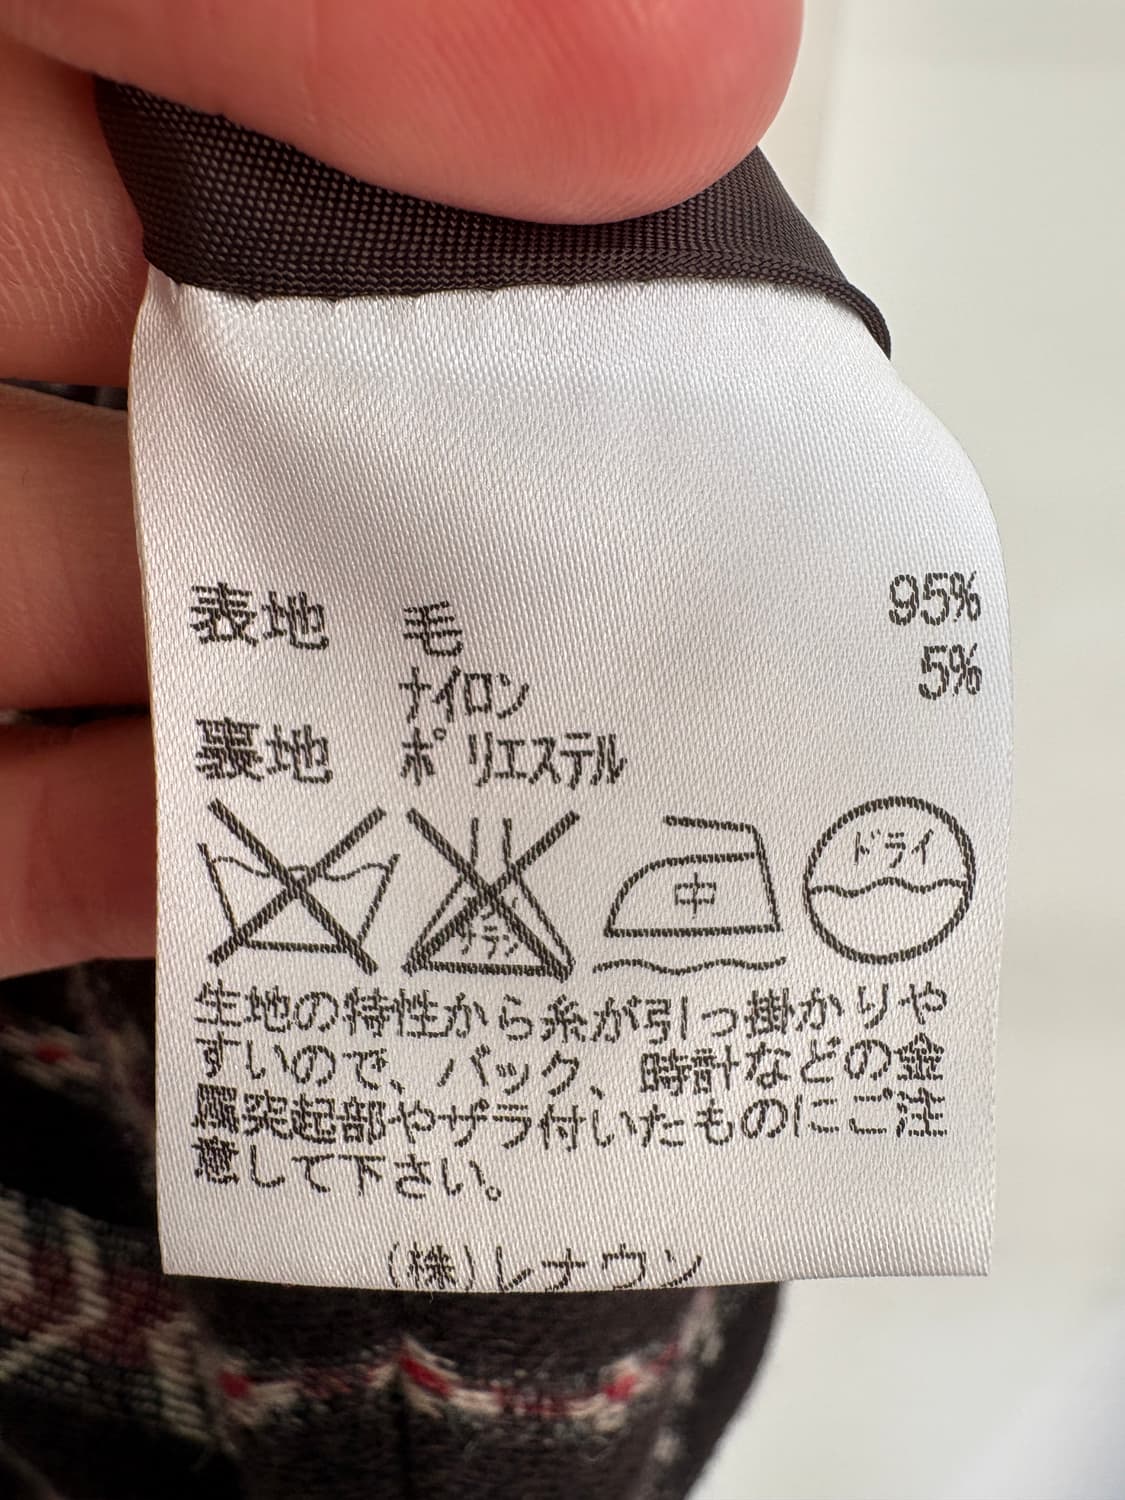 表地 毛 95%
ナイロン 5%
裏地 ポリエステル
サラシ 中 ドライ
生地の特性から糸が引っ掛かりや
すいので、バック、時計などの金
属突起部やザラ付いたものにご注
意して下さい。
(株)レナウン